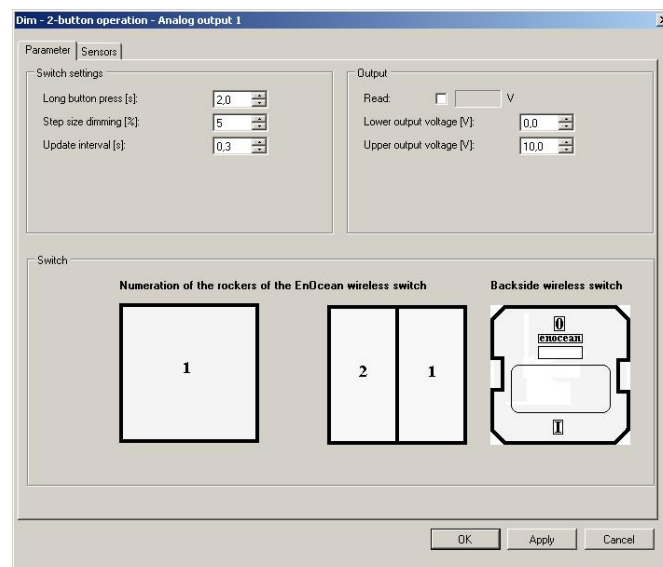 Dim - 2-button operation - Analog output 1
Parameter
Sensors
Switch settings
Long button press [s]:
2,0
Step size dimming [%]:
5
Update interval [s]:
0,3
Output
Read:
V
Lower output voltage [V]:
0,0
Upper output voltage [V]:
10,0
Switch
Numeration of the rockers of the EnOcean wireless switch
Backside wireless switch
1
2
1
0
enocean
I
OK
Apply
Cancel